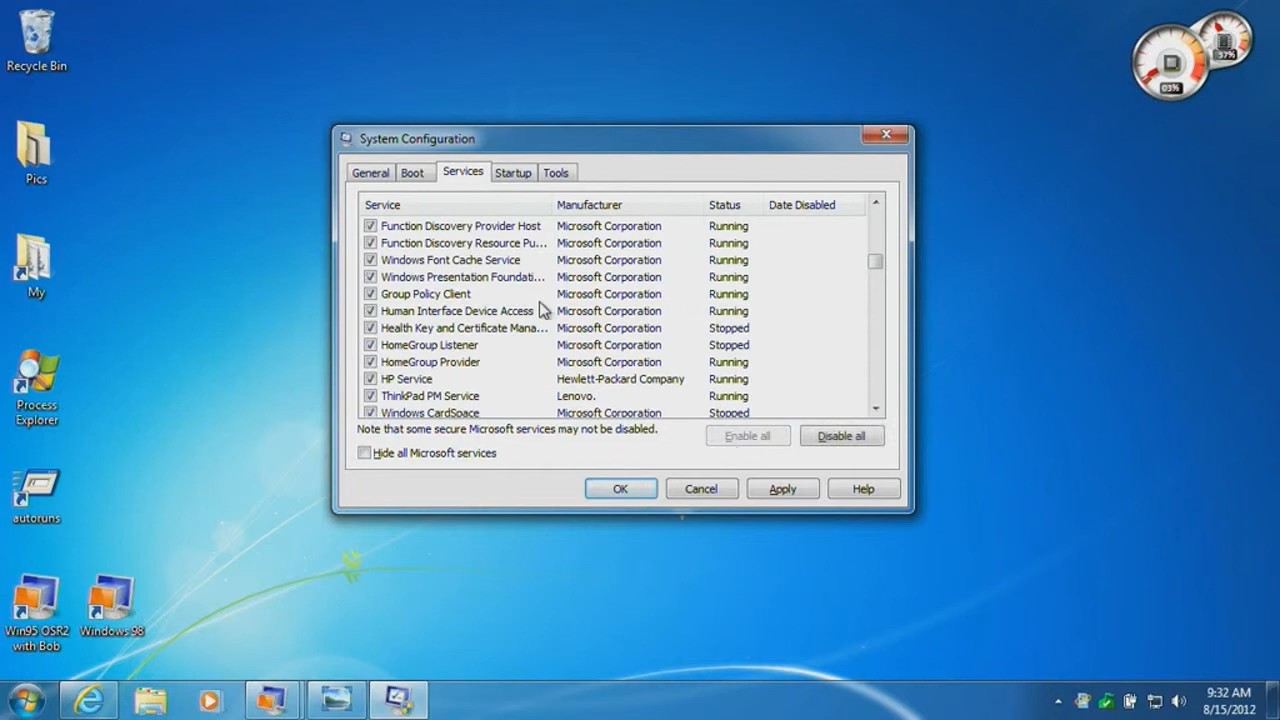 Recycle Bin
Pics
My
Process
Explorer
autoruns
Win95 OSR2
with Bob
Windows 98
37%
03%
System Configuration
General Boot Services Startup Tools
Service Manufacturer Status Date Disabled
Function Discovery Provider Host Microsoft Corporation Running
Function Discovery Resource Pu... Microsoft Corporation Running
Windows Font Cache Service Microsoft Corporation Running
Windows Presentation Foundati... Microsoft Corporation Running
Group Policy Client Microsoft Corporation Running
Human Interface Device Access Microsoft Corporation Running
Health Key and Certificate Mana... Microsoft Corporation Stopped
HomeGroup Listener Microsoft Corporation Stopped
HomeGroup Provider Microsoft Corporation Running
HP Service Hewlett-Packard Company Running
ThinkPad PM Service Lenovo. Running
Windows CardSpace Microsoft Corporation Stopped
Note that some secure Microsoft services may not be disabled.
Enable all Disable all
Hide all Microsoft services
OK Cancel Apply Help
9:32 AM
8/15/2012